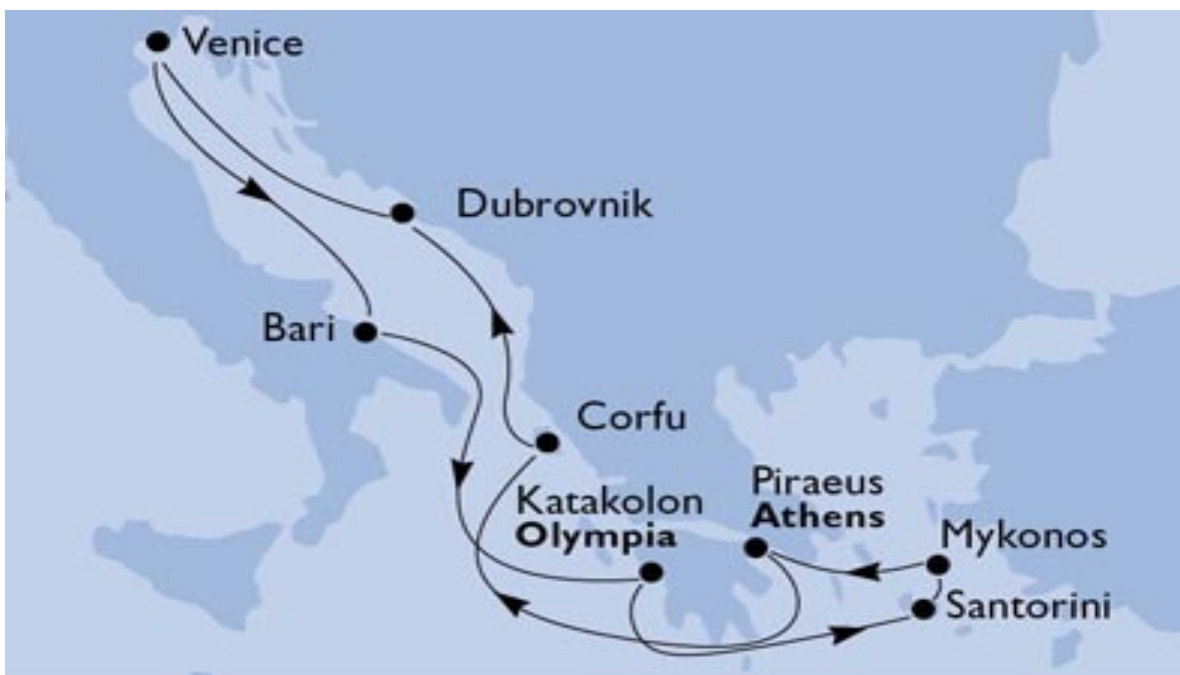 Venice
Dubrovnik
Bari
Corfu
Katakolon
Olympia
Piraeus
Athens
Mykonos
Santorini